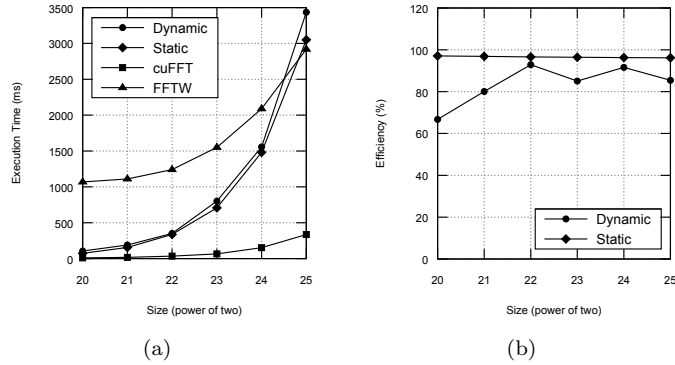 3500
3000
2500
2000
1500
1000
500
0
Execution Time (ms)
Dynamic
Static
cuFFT
FFTW
20 21 22 23 24 25
Size (power of two)
(a)
120
100
80
60
40
20
0
Efficiency (%)
Dynamic
Static
20 21 22 23 24 25
Size (power of two)
(b)